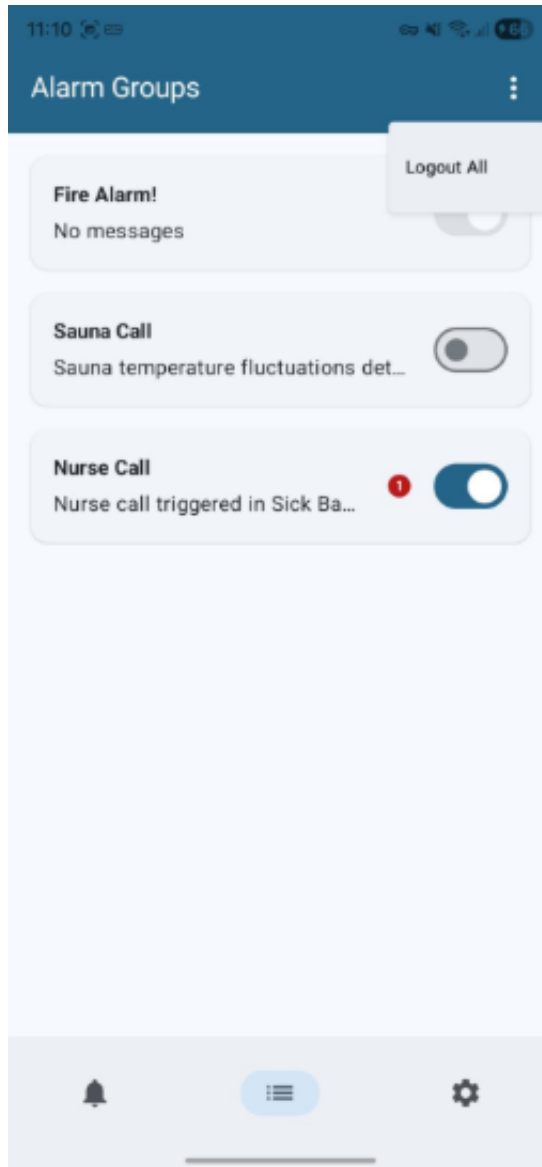 11:10
Alarm Groups
Logout All
Fire Alarm!
No messages
Sauna Call
Sauna temperature fluctuations det...
Nurse Call
1
Nurse call triggered in Sick Ba...